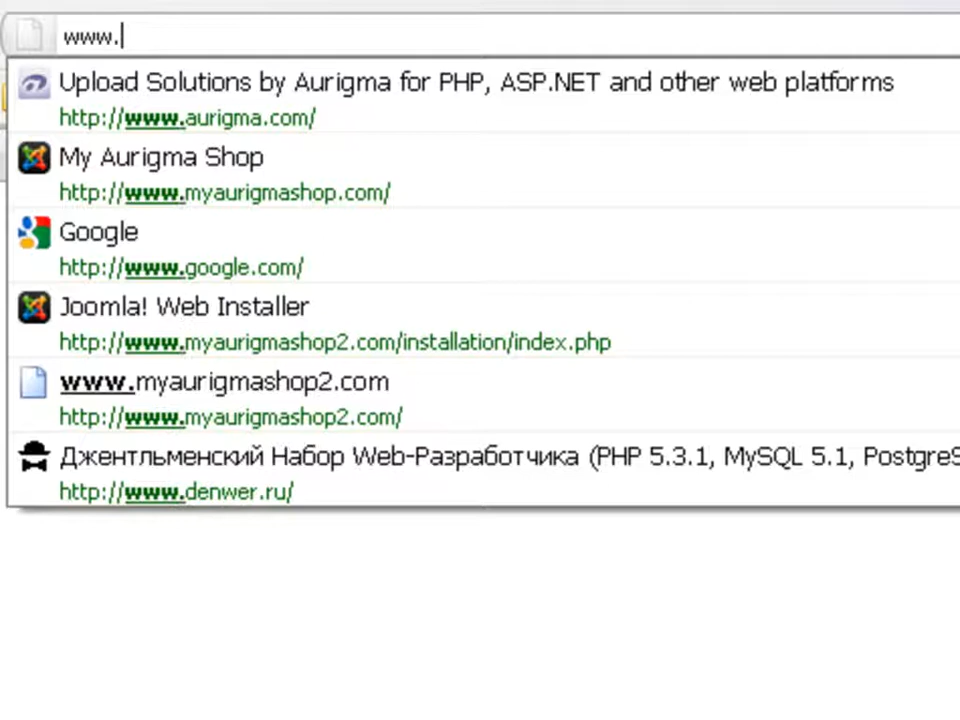 www.
Upload Solutions by Aurigma for PHP, ASP.NET and other web platforms
http://www.aurigma.com/
My Aurigma Shop
http://www.myaurigmashop.com/
Google
http://www.google.com/
Joomla! Web Installer
http://www.myaurigmashop2.com/installation/index.php
www.myaurigmashop2.com
http://www.myaurigmashop2.com/
Джентльменский Набор Web-Разработчика (PHP 5.3.1, MySQL 5.1, PostgreS
http://www.denwer.ru/